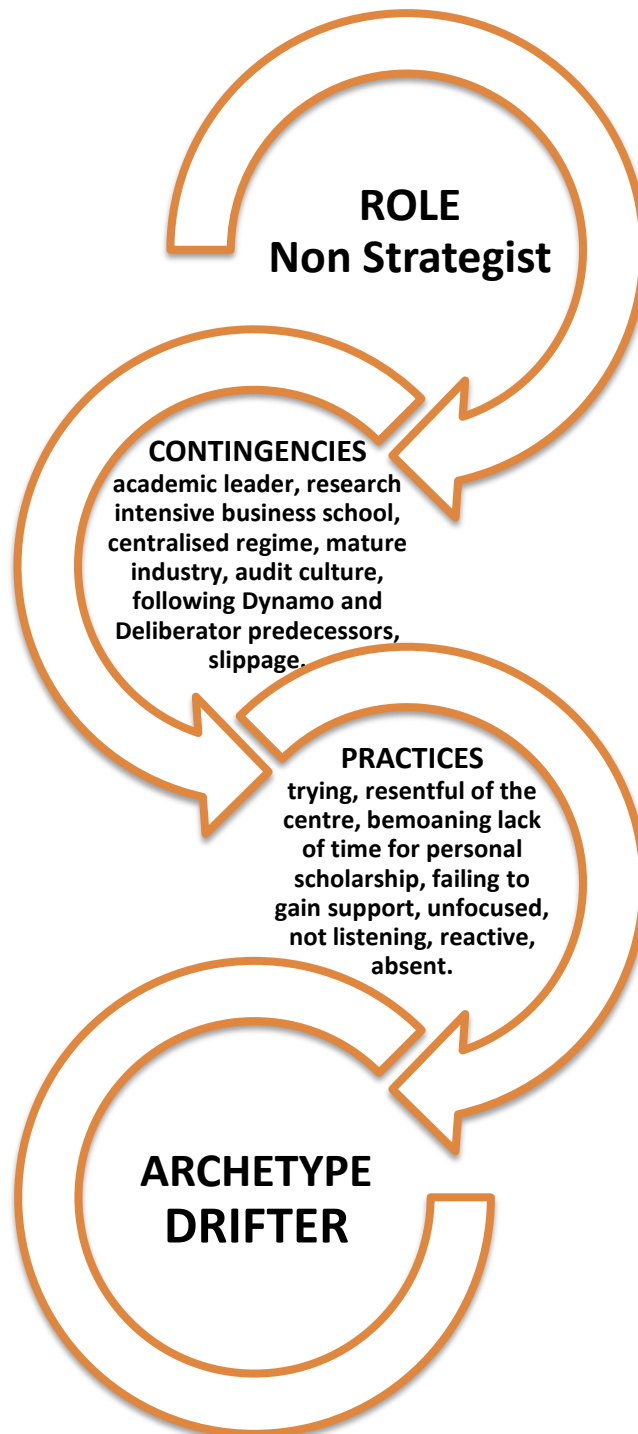 ROLE
Non Strategist
CONTINGENCIES
academic leader, research
intensive business school,
centralised regime, mature
industry, audit culture,
following Dynamo and
Deliberator predecessors,
slippage.
PRACTICES
trying, resentful of the
centre, bemoaning lack
of time for personal
scholarship, failing to
gain support, unfocused,
not listening, reactive,
absent.
ARCHETYPE
DRIFTER